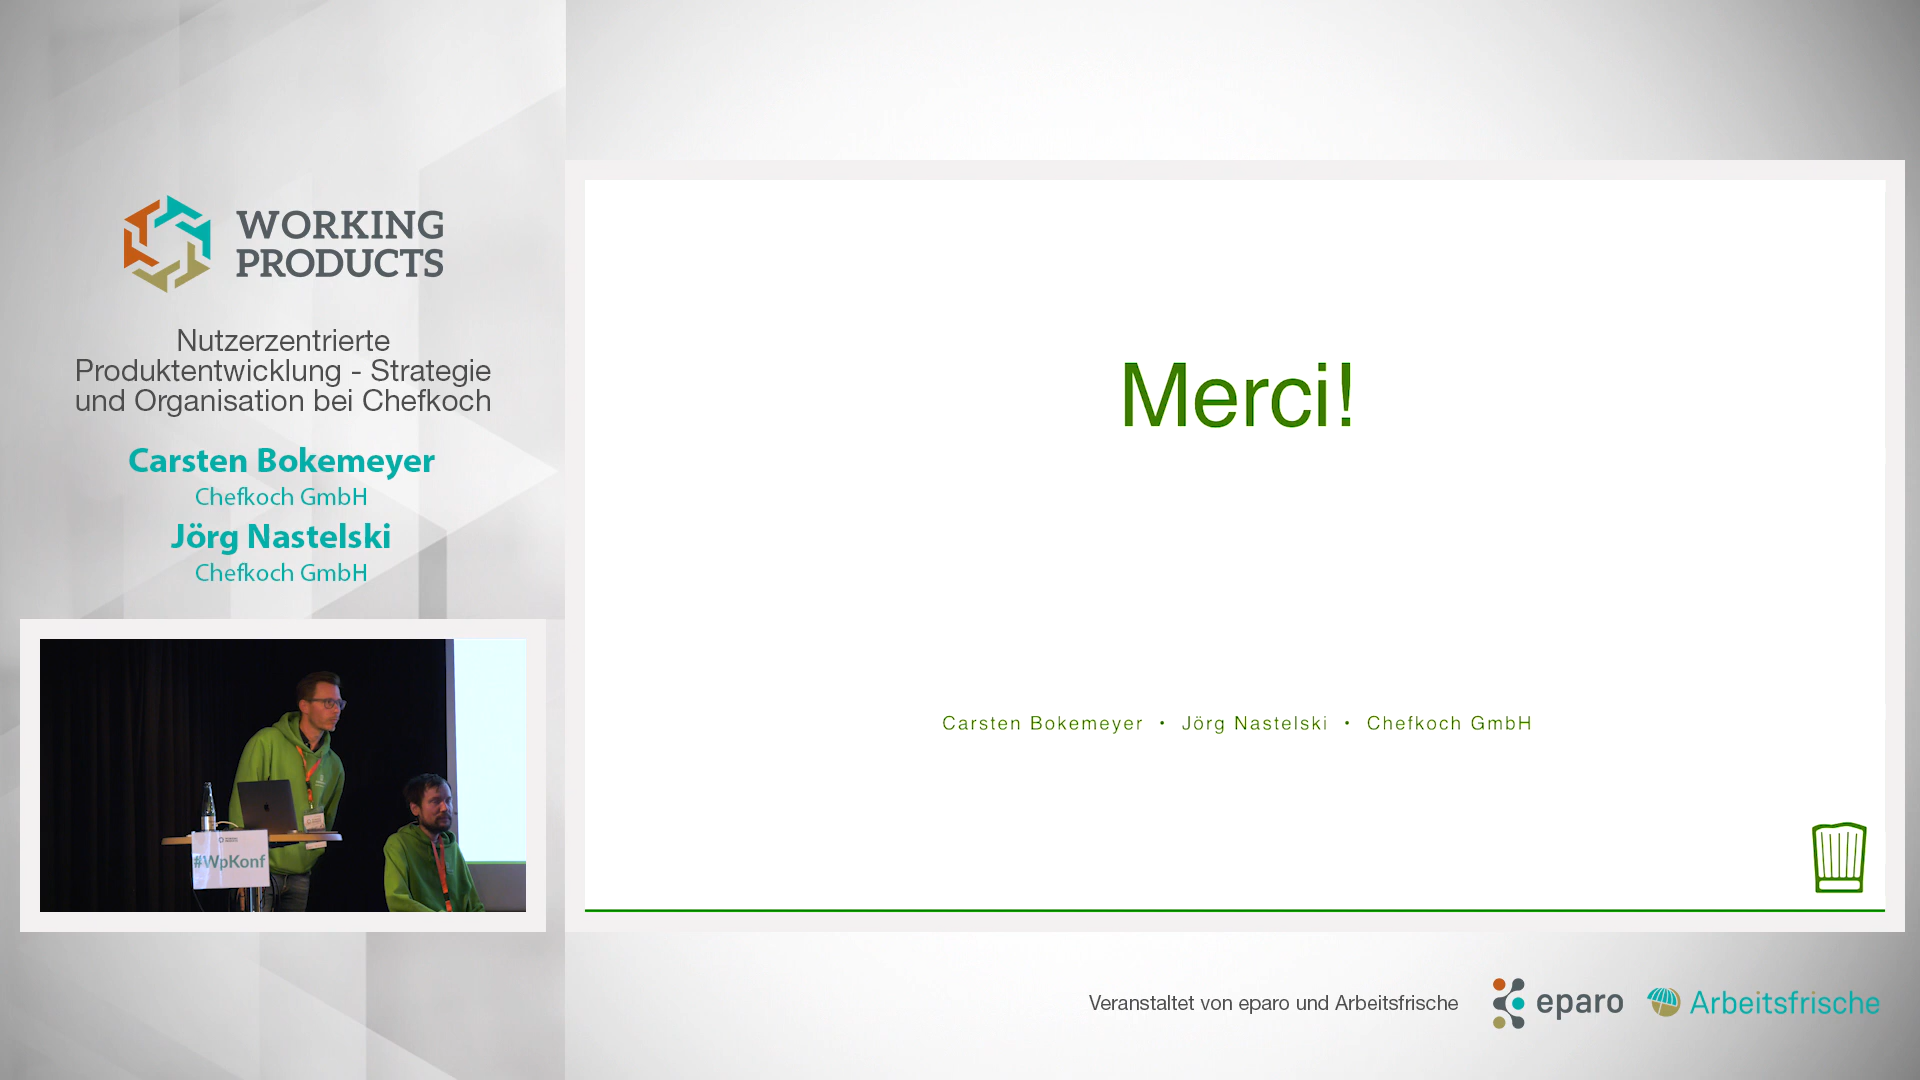 WORKING
PRODUCTS
Nutzerzentrierte
Produktentwicklung - Strategie
und Organisation bei Chefkoch
Carsten Bokemeyer
Chefkoch GmbH
Jörg Nastelski
Chefkoch GmbH
#WpKonf
Merci!
Carsten Bokemeyer • Jörg Nastelski • Chefkoch GmbH
Veranstaltet von eparo und Arbeitsfrische
eparo
Arbeitsfrische